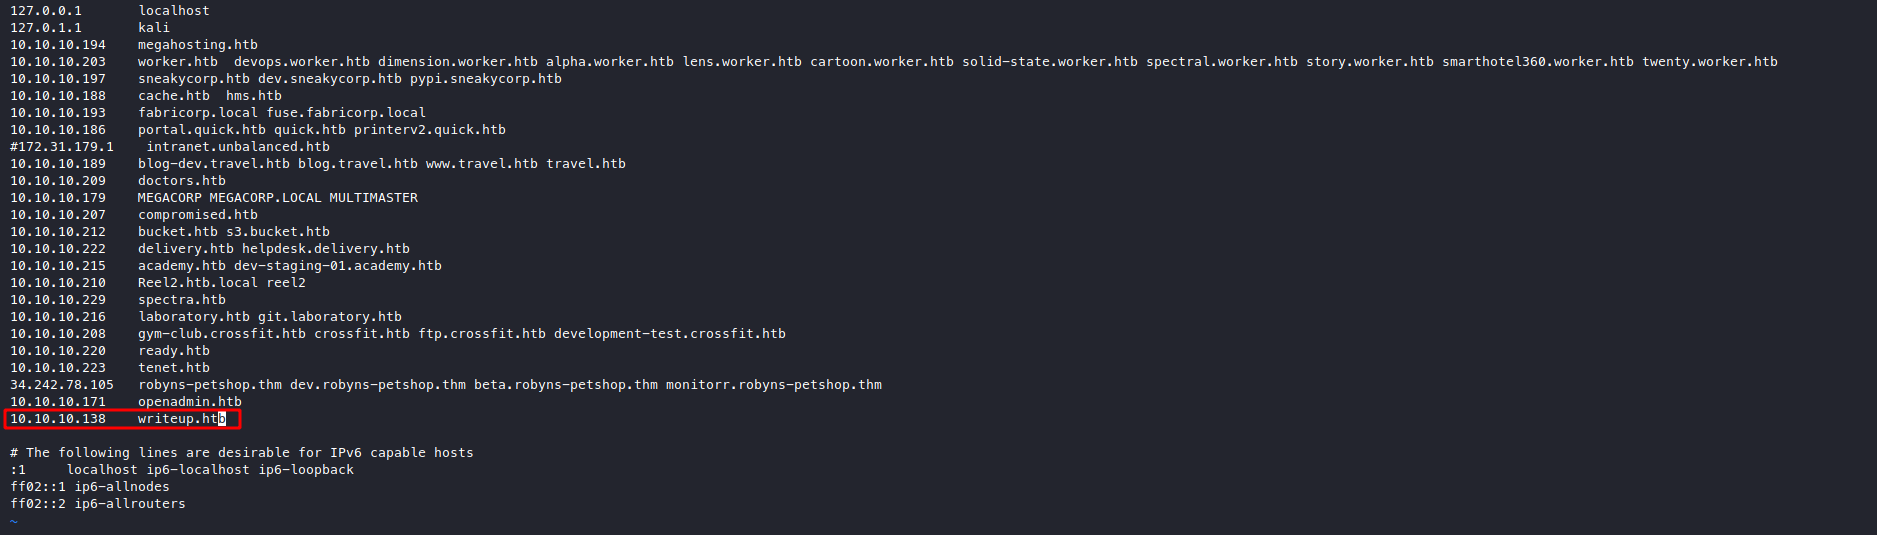 127.0.0.1 localhost
127.0.1.1 kali
10.10.10.194 megahosting.htb
10.10.10.203 worker.htb devops.worker.htb dimension.worker.htb alpha.worker.htb lens.worker.htb cartoon.worker.htb solid-state.worker.htb spectral.worker.htb story.worker.htb smarthotel360.worker.htb twenty.worker.htb
10.10.10.197 sneakycorp.htb dev.sneakycorp.htb pypi.sneakycorp.htb
10.10.10.188 cache.htb hms.htb
10.10.10.193 fabricorp.local fuse.fabricorp.local
10.10.10.186 portal.quick.htb quick.htb printerv2.quick.htb
#172.31.179.1 intranet.unbalanced.htb
10.10.10.189 blog-dev.travel.htb blog.travel.htb www.travel.htb travel.htb
10.10.10.209 doctors.htb
10.10.10.179 MEGACORP MEGACORP.LOCAL MULTIMASTER
10.10.10.207 compromised.htb
10.10.10.212 bucket.htb s3.bucket.htb
10.10.10.222 delivery.htb helpdesk.delivery.htb
10.10.10.215 academy.htb dev-staging-01.academy.htb
10.10.10.210 Reel2.htb.local reel2
10.10.10.229 spectra.htb
10.10.10.216 laboratory.htb git.laboratory.htb
10.10.10.208 gym-club.crossfit.htb crossfit.htb ftp.crossfit.htb development-test.crossfit.htb
10.10.10.220 ready.htb
10.10.10.223 tenet.htb
34.242.78.105 robyns-petshop.thm dev.robyns-petshop.thm beta.robyns-petshop.thm monitorr.robyns-petshop.thm
10.10.10.171 openadmin.htb
10.10.10.138 writeup.htb
# The following lines are desirable for IPv6 capable hosts
:1 localhost ip6-localhost ip6-loopback
ff02::1 ip6-allnodes
ff02::2 ip6-allrouters
~